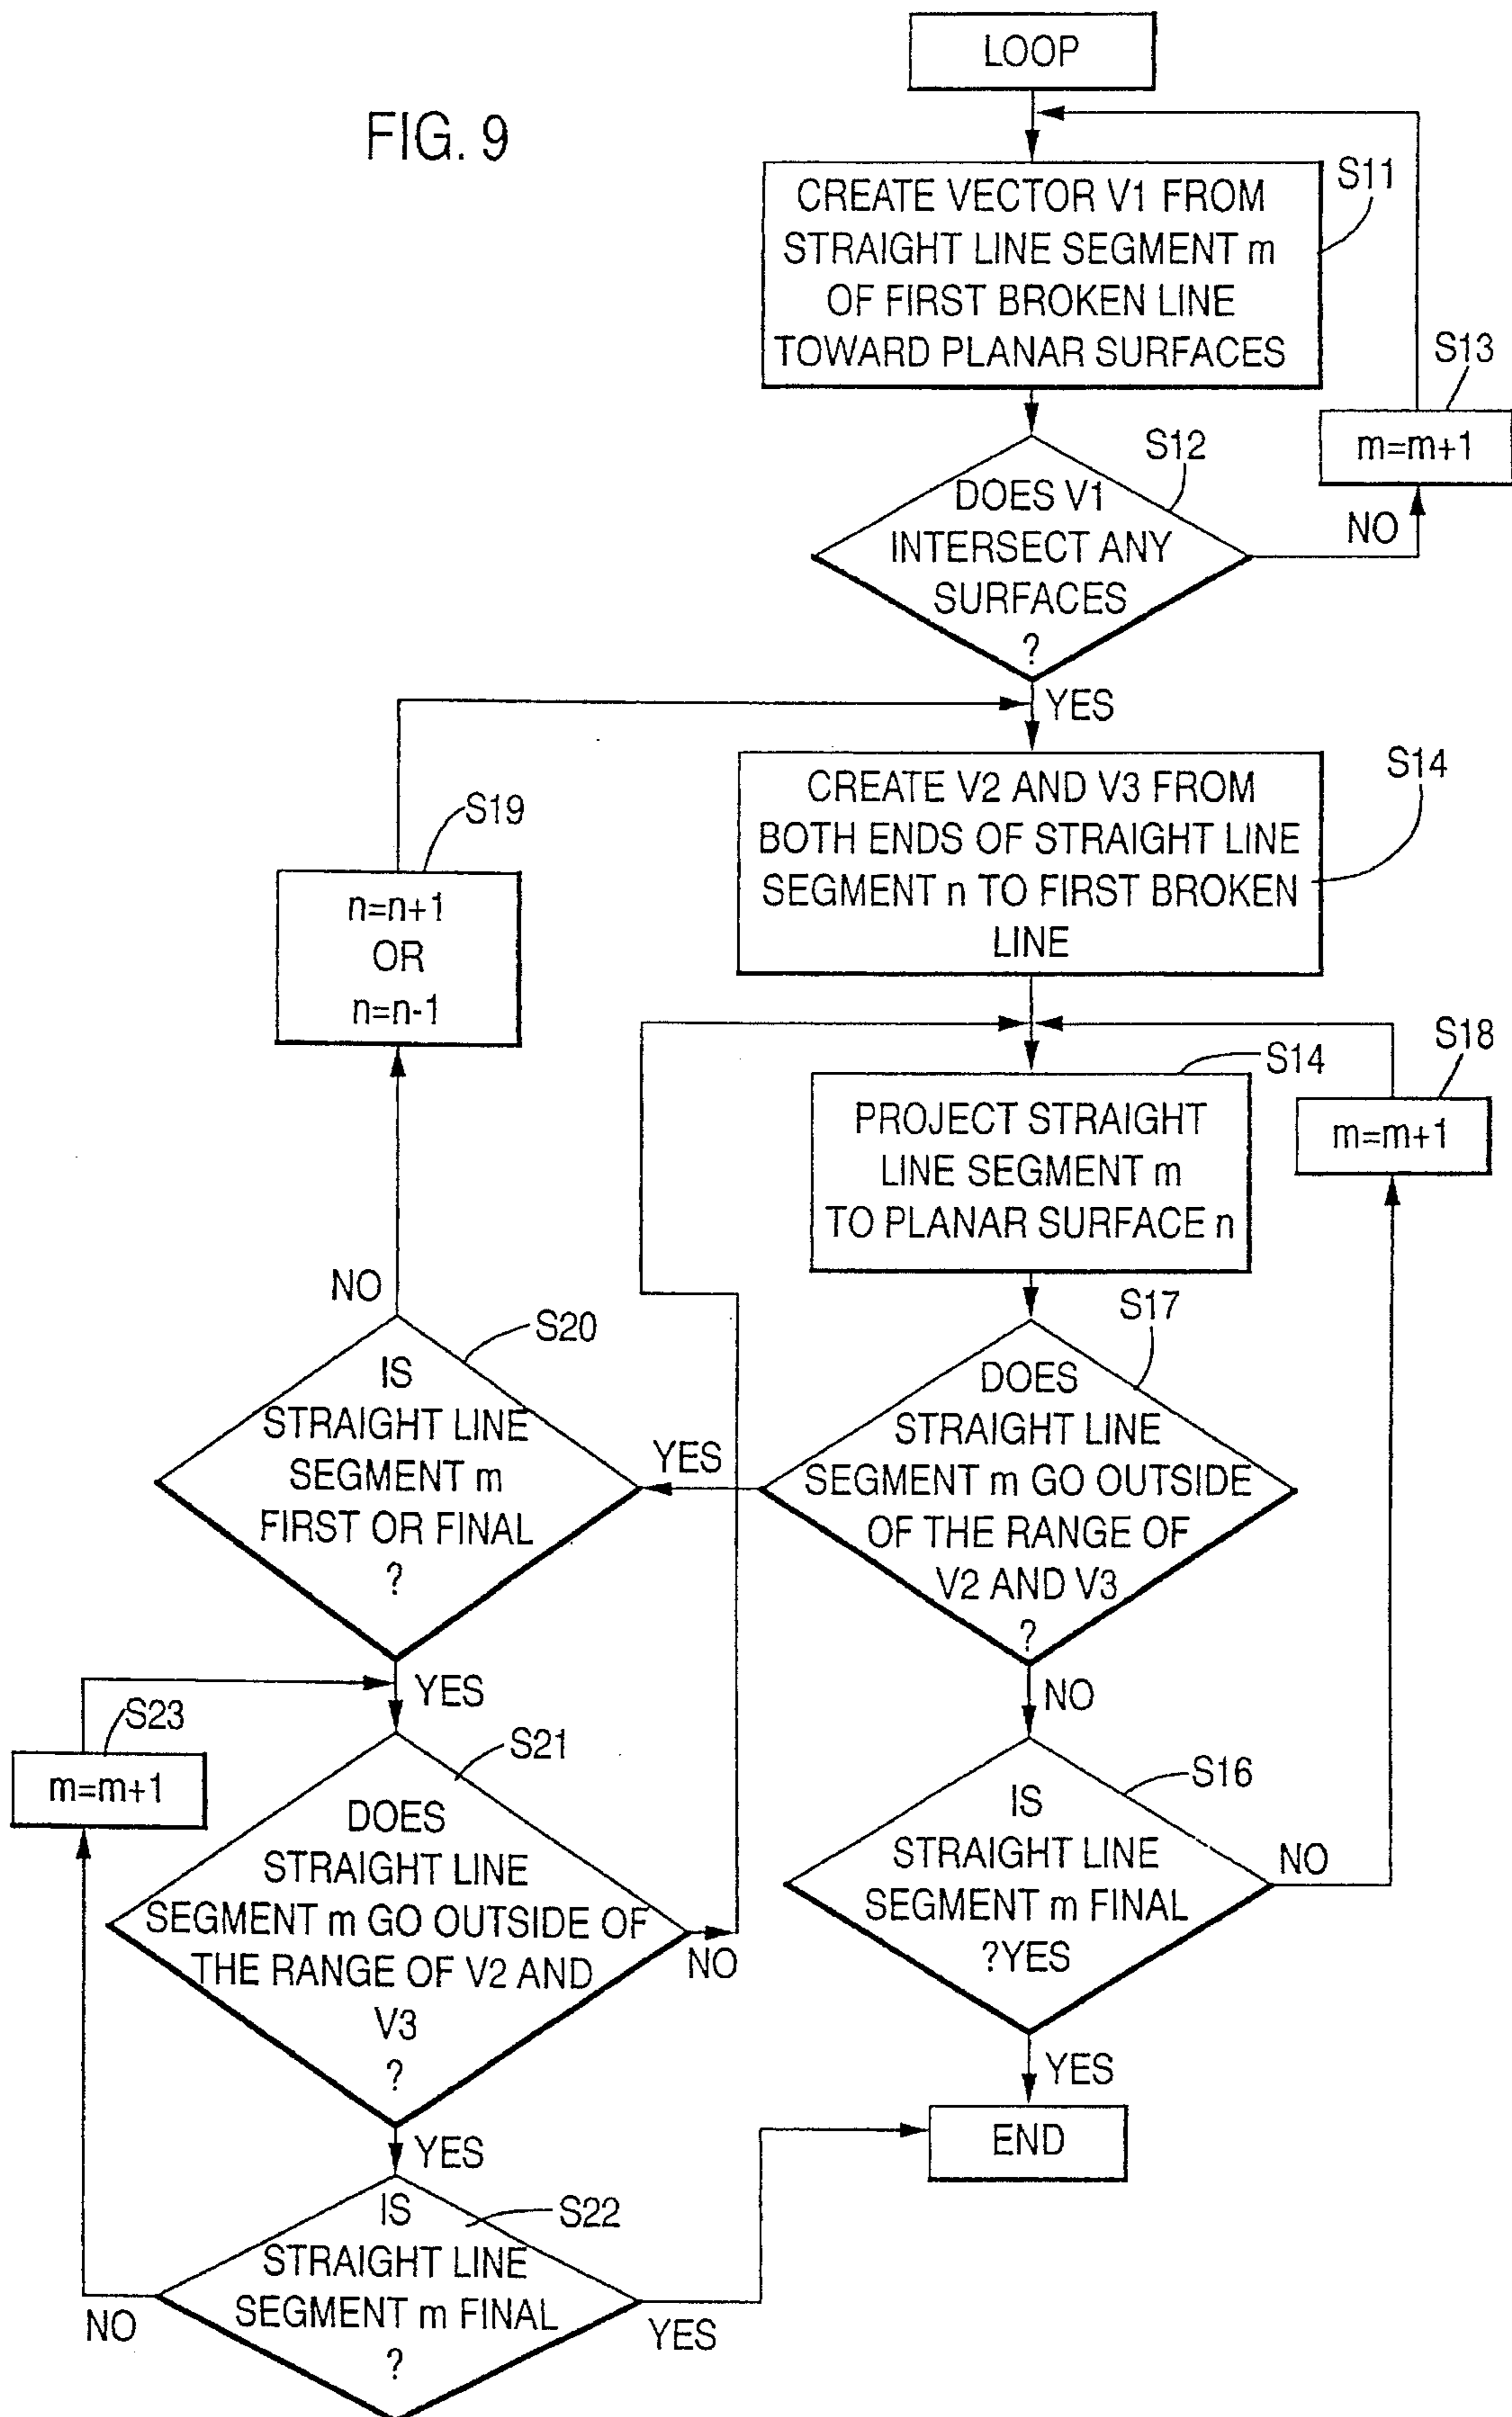 LOOP
FIG. 9
S11
CREATE VECTOR V1 FROM
STRAIGHT LINE SEGMENT m
OF FIRST BROKEN LINE
TOWARD PLANAR SURFACES
S13
m=m+1
S12
DOES V1
INTERSECT ANY
SURFACES
?
NO
YES
S14
CREATE V2 AND V3 FROM
BOTH ENDS OF STRAIGHT LINE
SEGMENT n TO FIRST BROKEN
LINE
S19
n=n+1
OR
n=n-1
S18
m=m+1
S14
PROJECT STRAIGHT
LINE SEGMENT m
TO PLANAR SURFACE n
NO
S20
IS
STRAIGHT LINE
SEGMENT m
FIRST OR FINAL
?
YES
S17
DOES
STRAIGHT LINE
SEGMENT m GO OUTSIDE
OF THE RANGE OF
V2 AND V3
?
YES
NO
S23
m=m+1
S21
DOES
STRAIGHT LINE
SEGMENT m GO OUTSIDE OF
THE RANGE OF V2 AND
V3
?
NO
S16
IS
STRAIGHT LINE
SEGMENT m FINAL
?YES
NO
YES
END
YES
S22
IS
STRAIGHT LINE
SEGMENT m FINAL
?
NO
YES